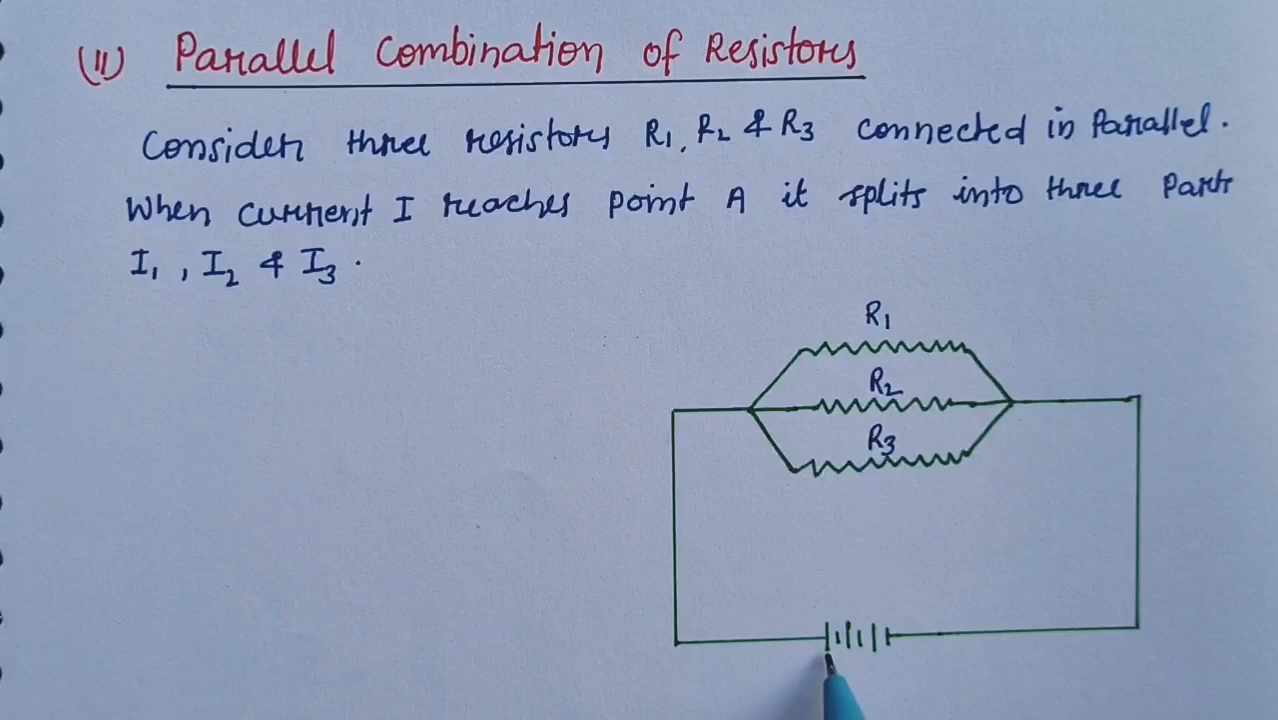 (II) Parallel Combination of Resistors
Consider three resistors R1, R2 & R3 connected in Parallel.
When current I reaches point A it splits into three Parts
I1, I2 & I3.
R1
R2
R3